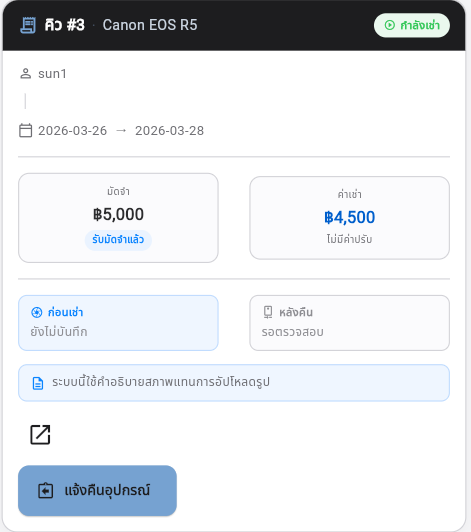 คิว #3 · Canon EOS R5
กำลังเช่า
sun1
2026-03-26 → 2026-03-28
มัดจำ
฿5,000
รับมัดจำแล้ว
ค่าเช่า
฿4,500
ไม่มีค่าปรับ
ก่อนเช่า
ยังไม่บันทึก
หลังคืน
รอตรวจสอบ
ระบบนี้ใช้คำอธิบายสภาพแทนการอัปโหลดรูป
แจ้งคืนอุปกรณ์